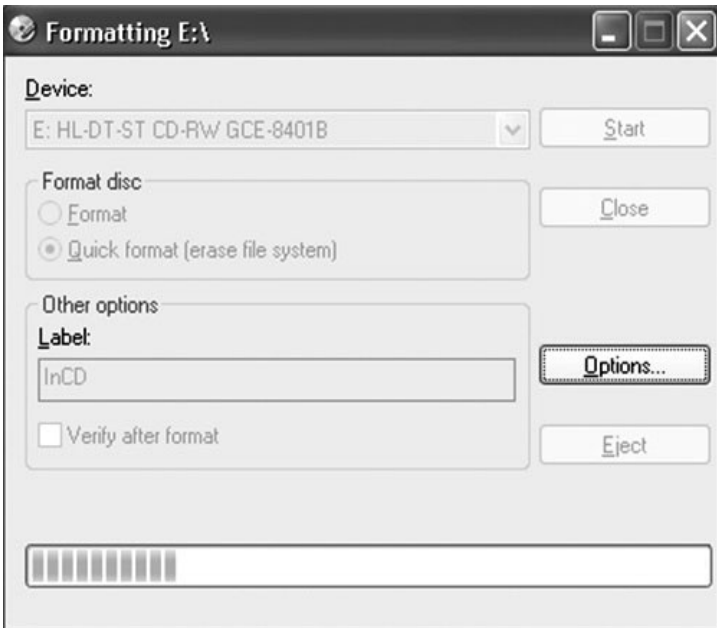 Formatting E:\
Device:
E: HL-DT-ST CD-RW GCE-8401B
Start
Format disc
Format
Close
Quick format (erase file system)
Other options
Label:
InCD
Options...
Verify after format
Eject